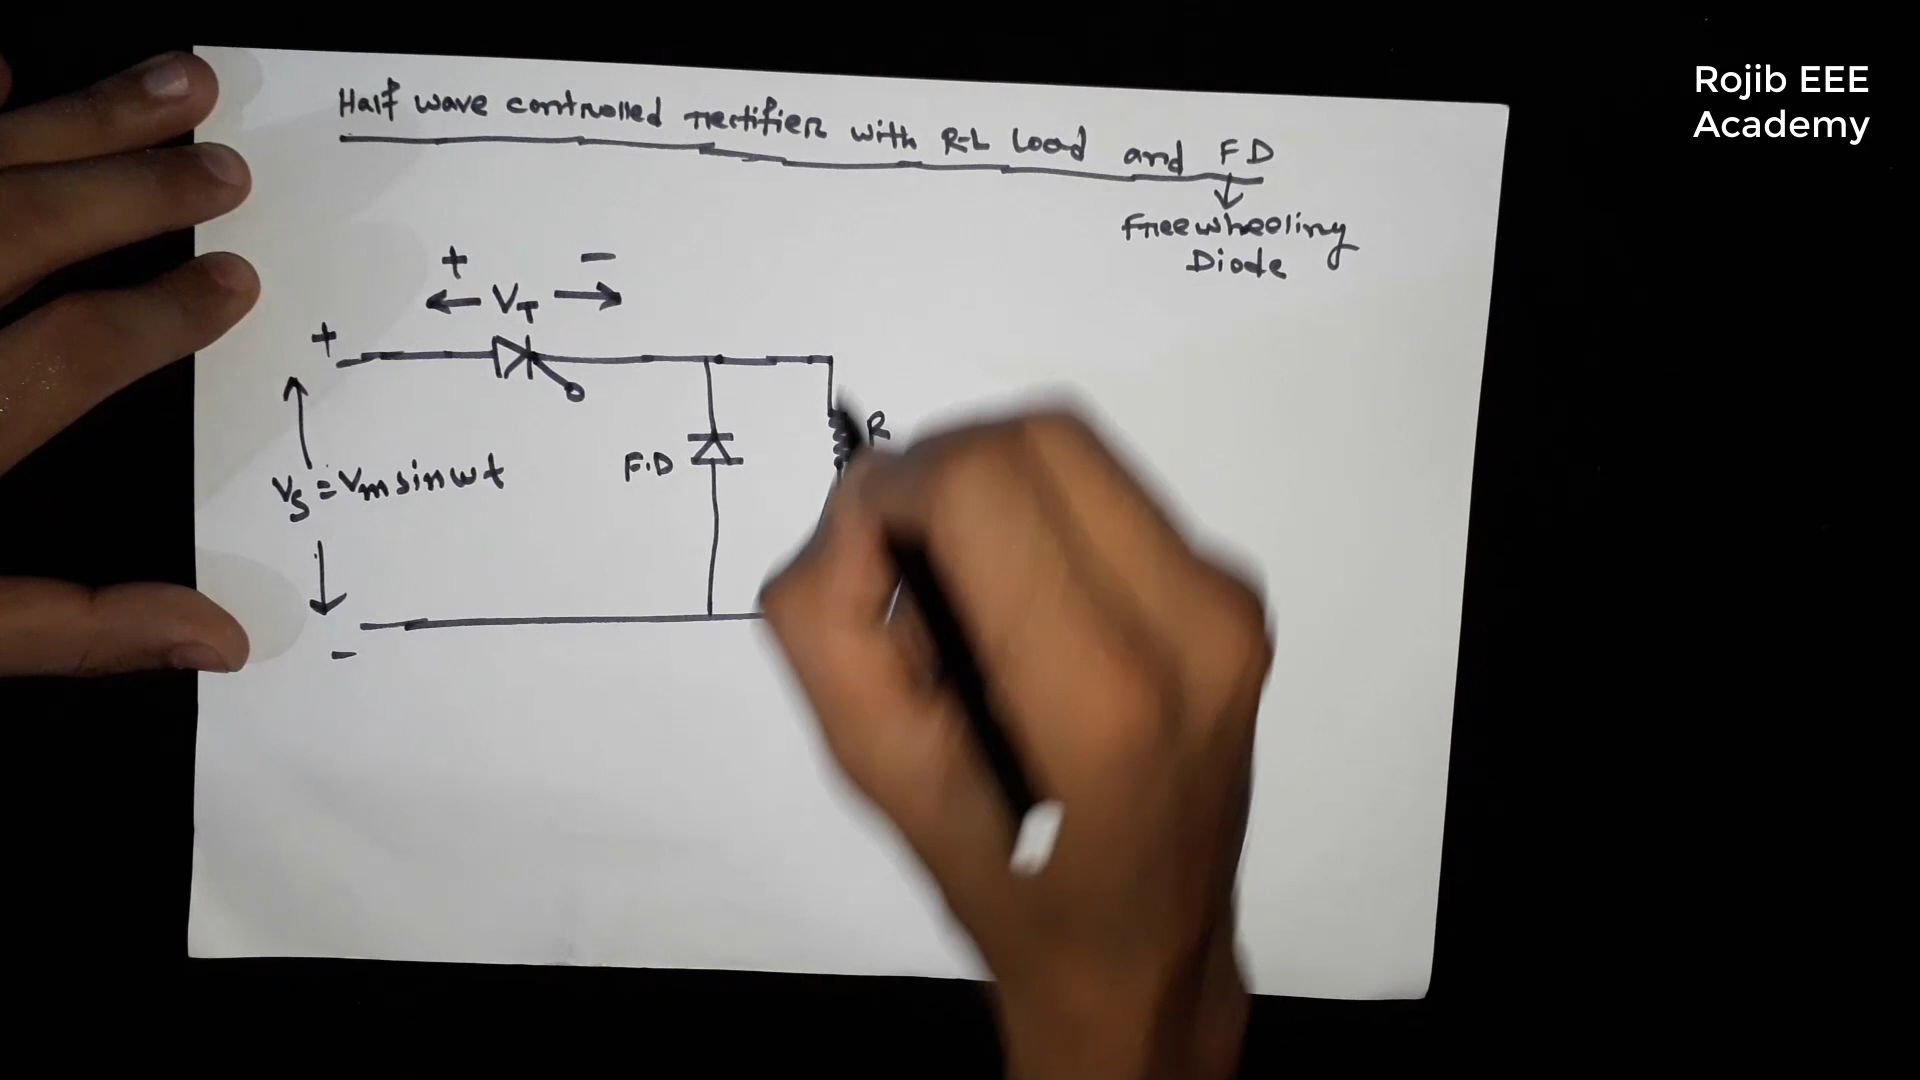 Rojib EEE
Academy
Half wave controlled rectifier with R-L Load and FD
Freewheeling
Diode
+ -
VT
+
R
F.D
Vs = Vm sin wt
-